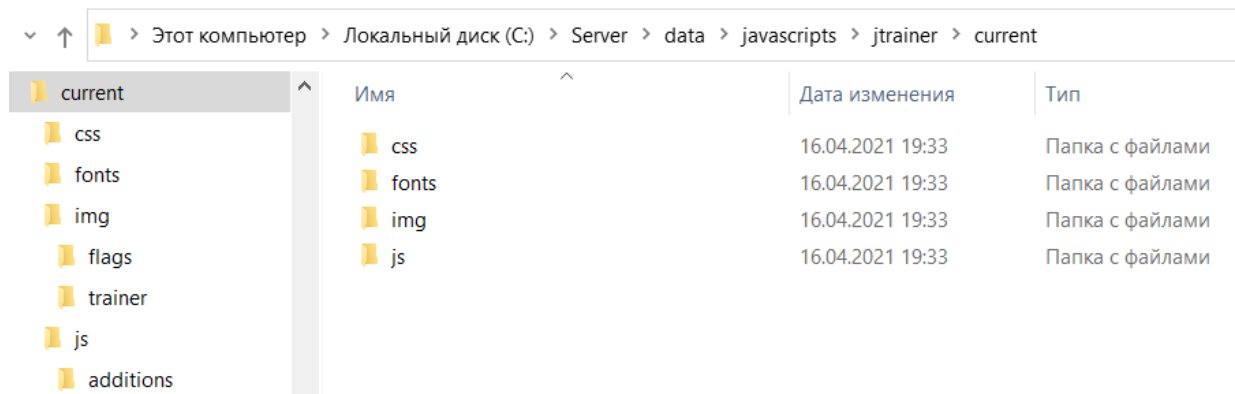 Этот компьютер > Локальный диск (C:) > Server > data > javascripts > jtrainer > current
current
css
fonts
img
flags
trainer
js
additions
Имя Дата изменения Тип
css 16.04.2021 19:33 Папка с файлами
fonts 16.04.2021 19:33 Папка с файлами
img 16.04.2021 19:33 Папка с файлами
js 16.04.2021 19:33 Папка с файлами